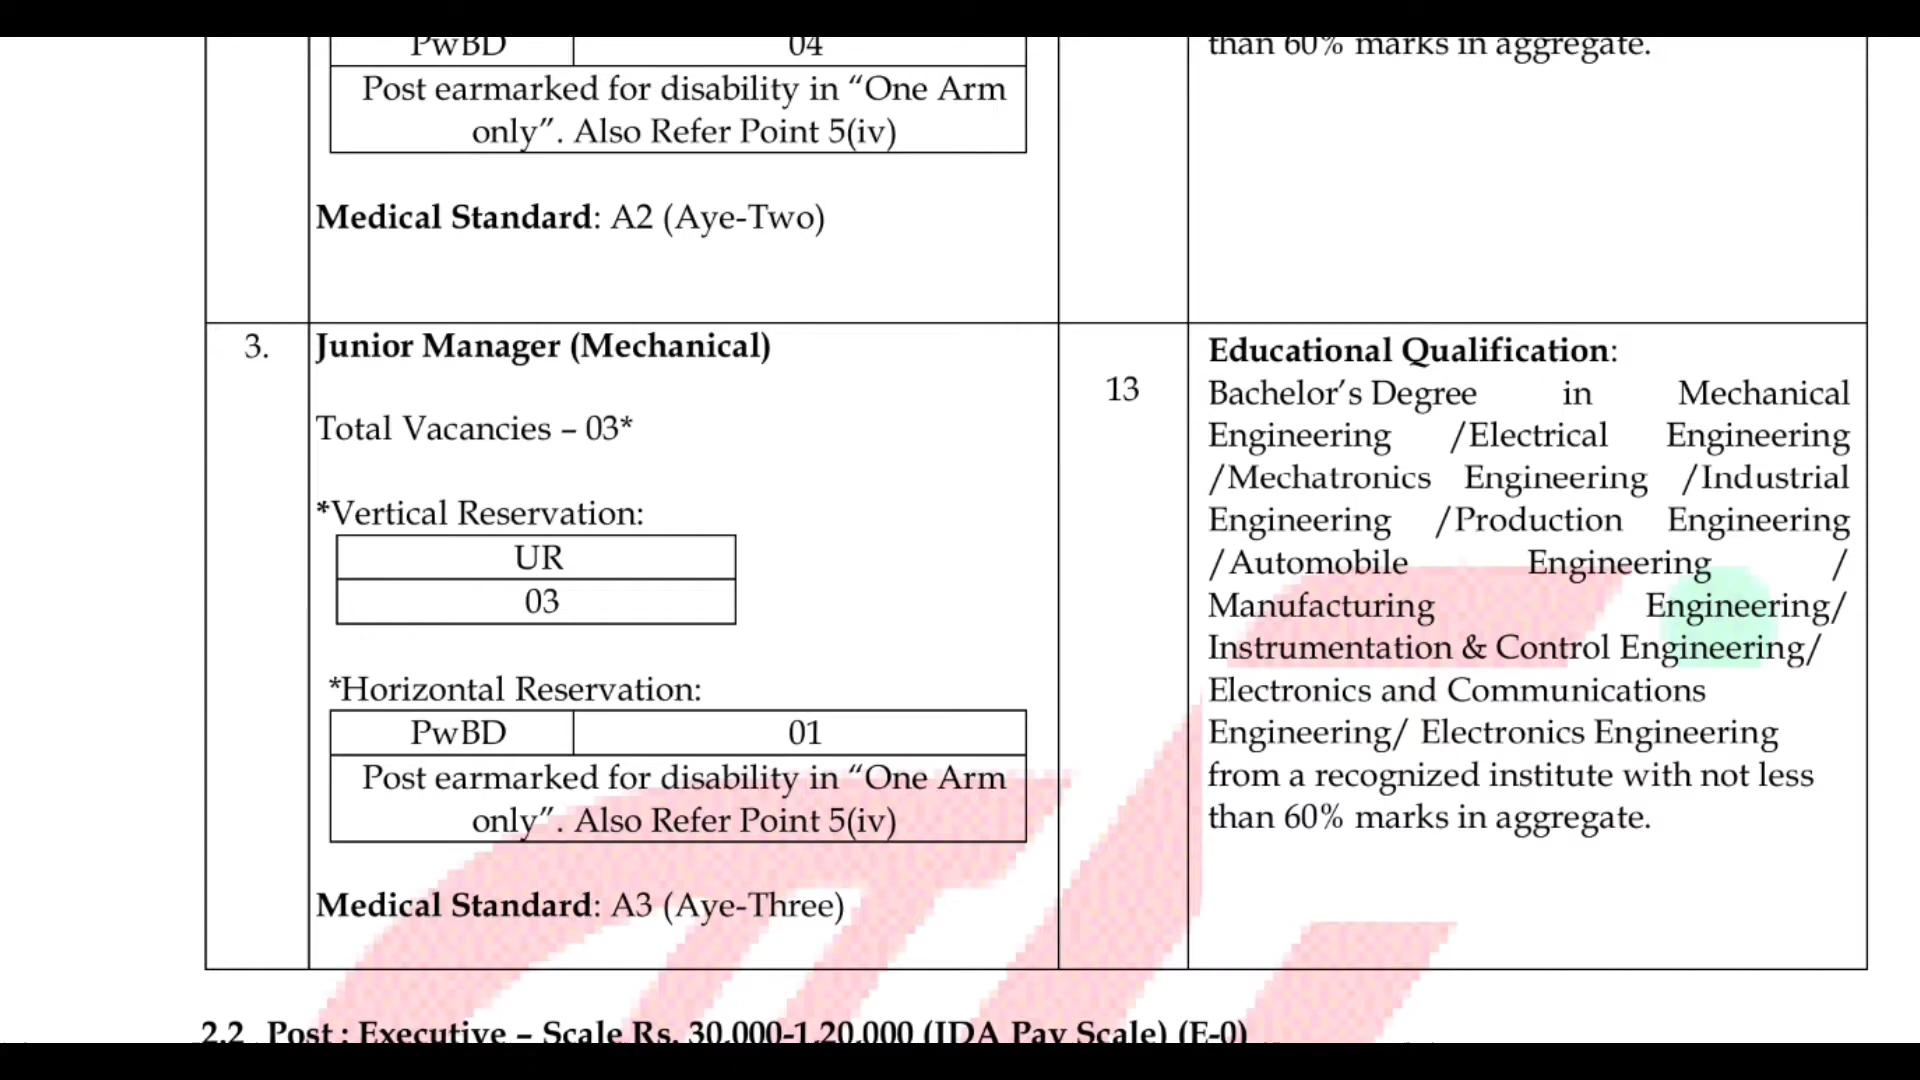 PwBD 04
Post earmarked for disability in “One Arm
only”. Also Refer Point 5(iv)
Medical Standard: A2 (Aye-Two)
than 60% marks in aggregate.
3.
Junior Manager (Mechanical)
Total Vacancies – 03*
*Vertical Reservation:
UR
03
*Horizontal Reservation:
PwBD 01
Post earmarked for disability in “One Arm
only”. Also Refer Point 5(iv)
Medical Standard: A3 (Aye-Three)
13
Educational Qualification:
Bachelor’s Degree in Mechanical
Engineering /Electrical Engineering
/Mechatronics Engineering /Industrial
Engineering /Production Engineering
/Automobile Engineering /
Manufacturing Engineering/
Instrumentation & Control Engineering/
Electronics and Communications
Engineering/ Electronics Engineering
from a recognized institute with not less
than 60% marks in aggregate.
2.2 Post : Executive – Scale Rs. 30,000-1,20,000 (IDA Pay Scale) (E-0)